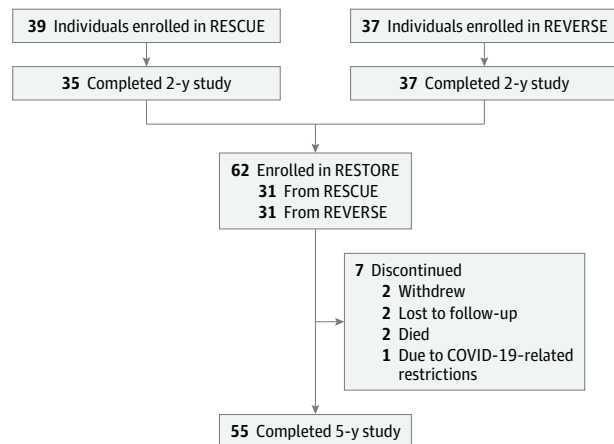 39 Individuals enrolled in RESCUE
37 Individuals enrolled in REVERSE
35 Completed 2-y study
37 Completed 2-y study
62 Enrolled in RESTORE
31 From RESCUE
31 From REVERSE
7 Discontinued
2 Withdrew
2 Lost to follow-up
2 Died
1 Due to COVID-19–related
restrictions
55 Completed 5-y study